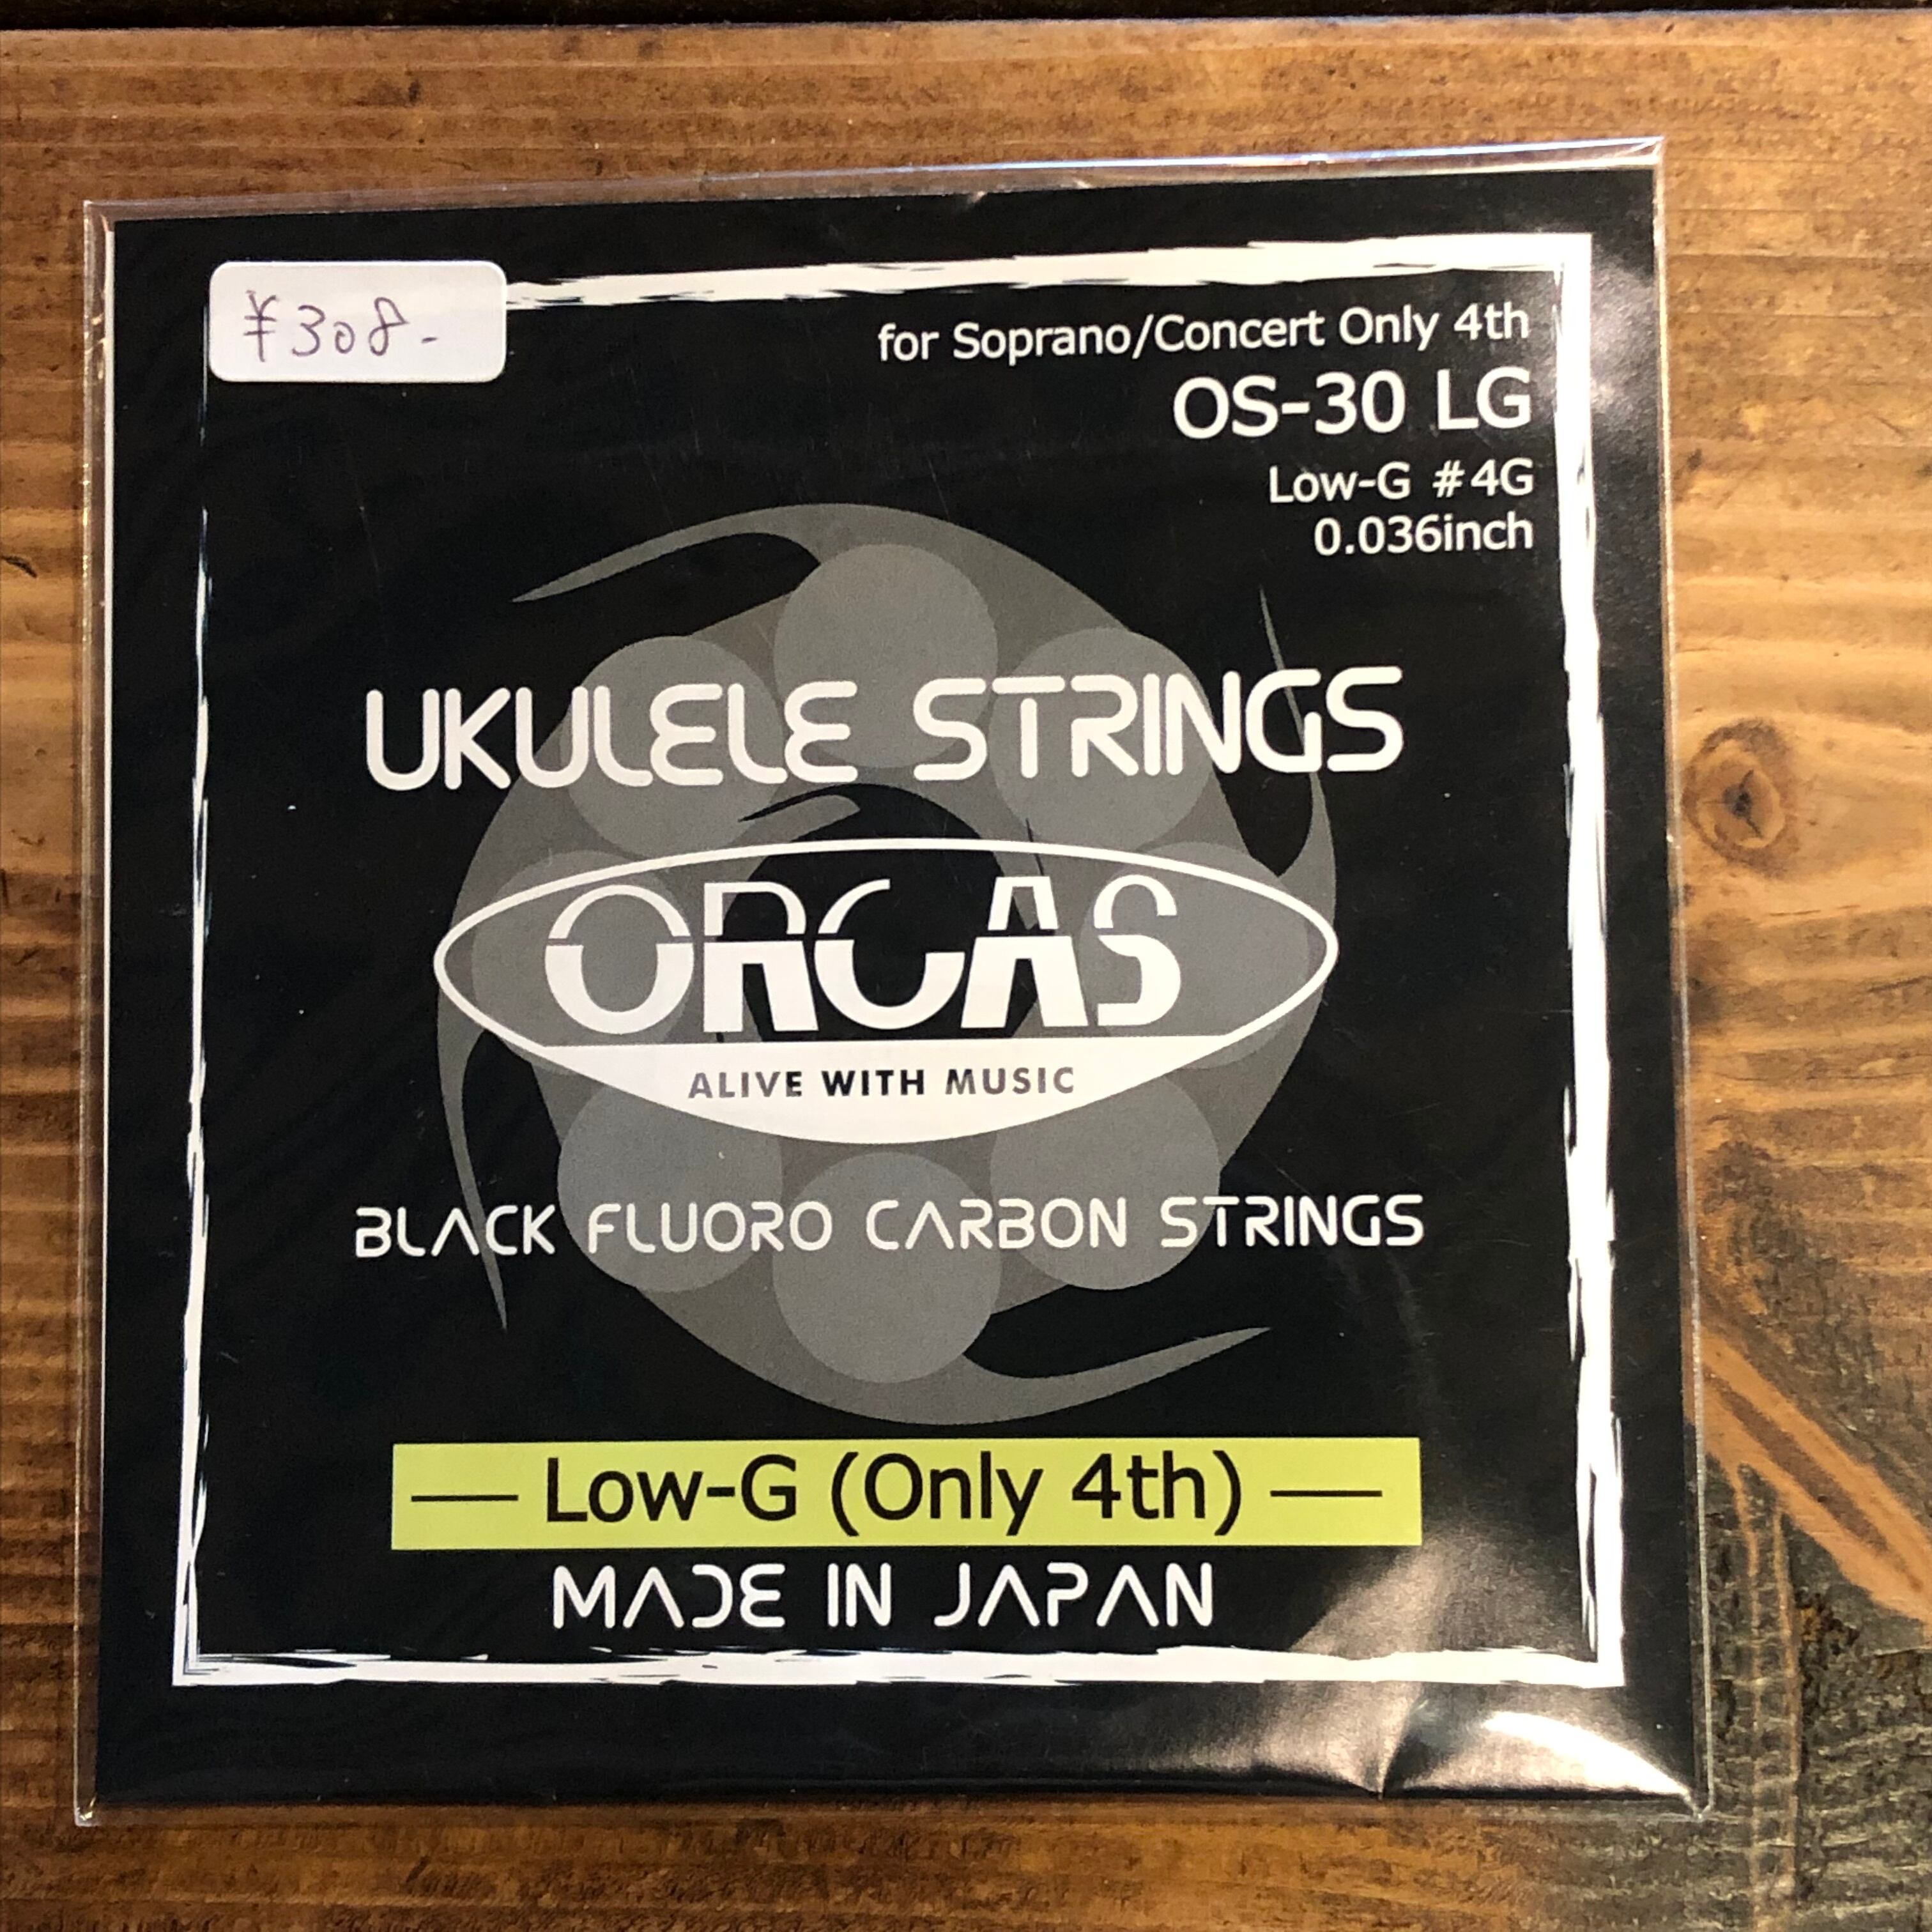 ¥308-
for Soprano/Concert Only 4th
OS-30 LG
Low-G #4G
0.036inch
UKULELE STRINGS
ORCAS
ALIVE WITH MUSIC
BLACK FLUORO CARBON STRINGS
— Low-G (Only 4th) —
MADE IN JAPAN